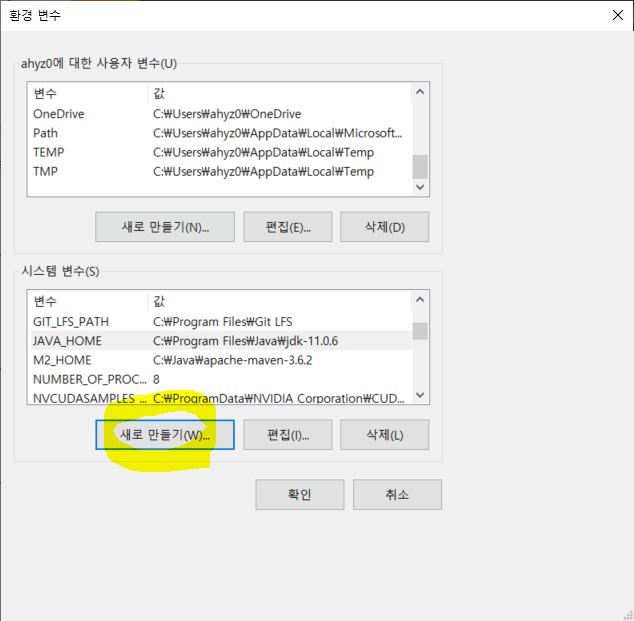 환경 변수
ahyz0에 대한 사용자 변수(U)
변수 값
OneDrive C:₩Users₩ahyz0₩OneDrive
Path C:₩Users₩ahyz0₩AppData₩Local₩Microsoft...
TEMP C:₩Users₩ahyz0₩AppData₩Local₩Temp
TMP C:₩Users₩ahyz0₩AppData₩Local₩Temp
새로 만들기(N)... 편집(E)... 삭제(D)
시스템 변수(S)
변수 값
GIT_LFS_PATH C:₩Program Files₩Git LFS
JAVA_HOME C:₩Program Files₩Java₩jdk-11.0.6
M2_HOME C:₩Java₩apache-maven-3.6.2
NUMBER_OF_PROC... 8
NVCUDASAMPLES_... C:₩ProgramData₩NVIDIA Corporation₩CUD...
새로 만들기(W)... 편집(I)... 삭제(L)
확인 취소